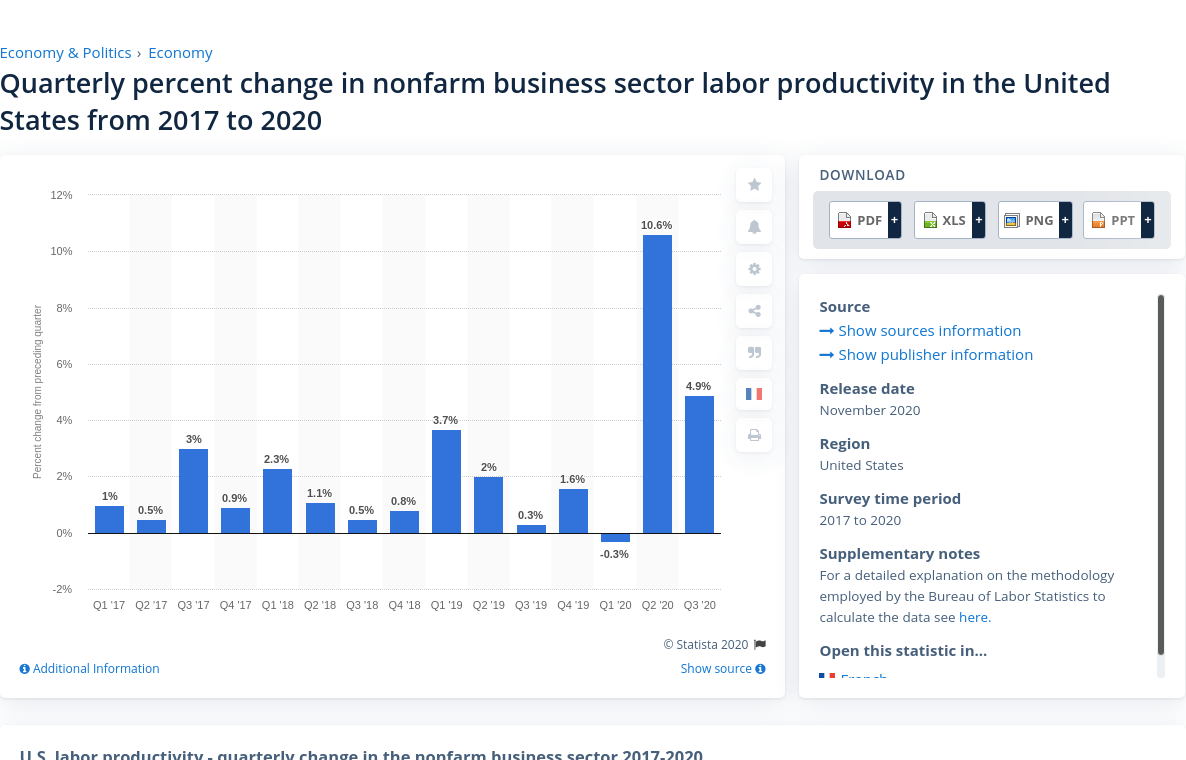 Economy & Politics › Economy
Quarterly percent change in nonfarm business sector labor productivity in the United
States from 2017 to 2020
12%
10%
8%
6%
4%
2%
0%
-2%
Percent change from preceding quarter
1%
0.5%
3%
0.9%
2.3%
1.1%
0.5%
0.8%
3.7%
2%
0.3%
1.6%
-0.3%
10.6%
4.9%
Q1 '17 Q2 '17 Q3 '17 Q4 '17 Q1 '18 Q2 '18 Q3 '18 Q4 '18 Q1 '19 Q2 '19 Q3 '19 Q4 '19 Q1 '20 Q2 '20 Q3 '20
© Statista 2020
Additional Information
Show source
DOWNLOAD
PDF + XLS + PNG + PPT +
Source
Show sources information
Show publisher information
Release date
November 2020
Region
United States
Survey time period
2017 to 2020
Supplementary notes
For a detailed explanation on the methodology
employed by the Bureau of Labor Statistics to
calculate the data see here.
Open this statistic in...
French
U.S. labor productivity - quarterly change in the nonfarm business sector 2017-2020